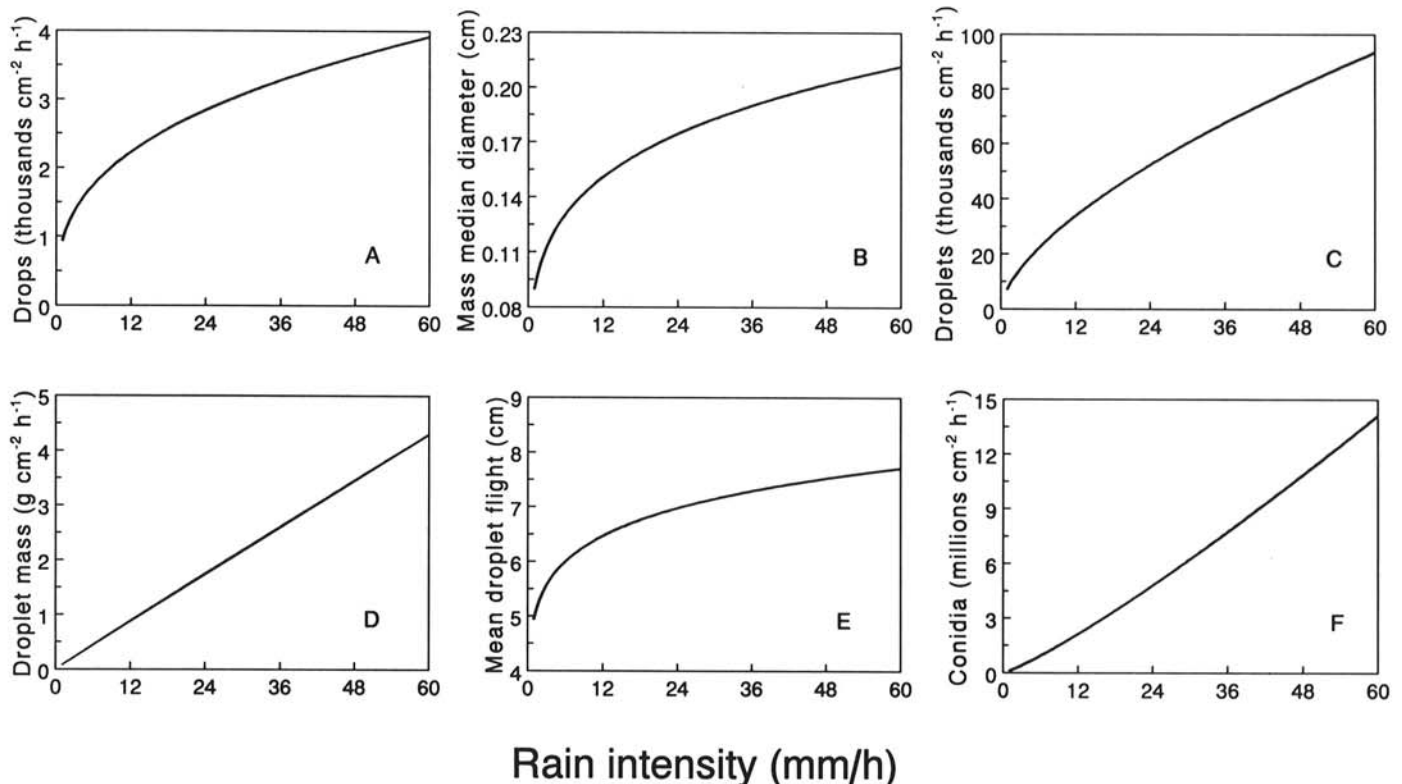 Drops (thousands cm-2 h-1)
4
3
2
1
0
0 12 24 36 48 60
A
Mass median diameter (cm)
0.23
0.20
0.17
0.14
0.11
0.08
0 12 24 36 48 60
B
Droplets (thousands cm-2 h-1)
100
80
60
40
20
0
0 12 24 36 48 60
C
Droplet mass (g cm-2 h-1)
5
4
3
2
1
0
0 12 24 36 48 60
D
Mean droplet flight (cm)
9
8
7
6
5
4
0 12 24 36 48 60
E
Conidia (millions cm-2 h-1)
15
12
9
6
3
0
0 12 24 36 48 60
F
Rain intensity (mm/h)